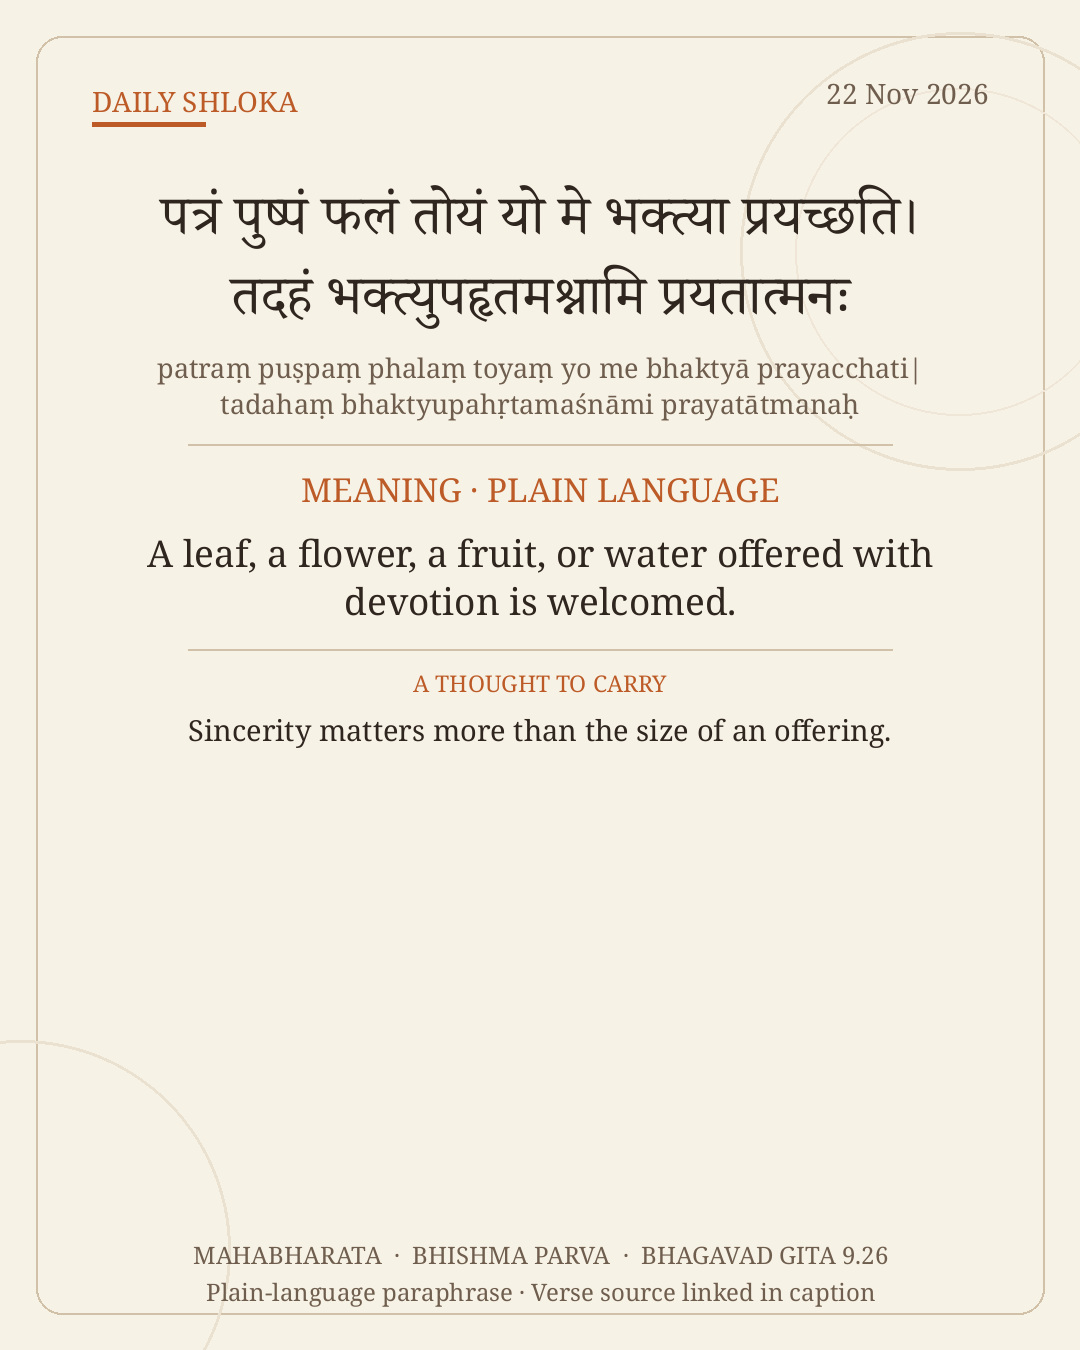 DAILY SHLOKA
22 Nov 2026
पत्रं पुष्पं फलं तोयं यो मे भक्त्या प्रयच्छति।
तदहं भक्त्युपहृतमश्नामि प्रयतात्मनः
patraṃ puṣpaṃ phalaṃ toyaṃ yo me bhaktyā prayacchati|
tadahaṃ bhaktyupahṛtamaśnāmi prayatātmanaḥ
MEANING · PLAIN LANGUAGE
A leaf, a flower, a fruit, or water offered with
devotion is welcomed.
A THOUGHT TO CARRY
Sincerity matters more than the size of an offering.
MAHABHARATA · BHISHMA PARVA · BHAGAVAD GITA 9.26
Plain-language paraphrase · Verse source linked in caption